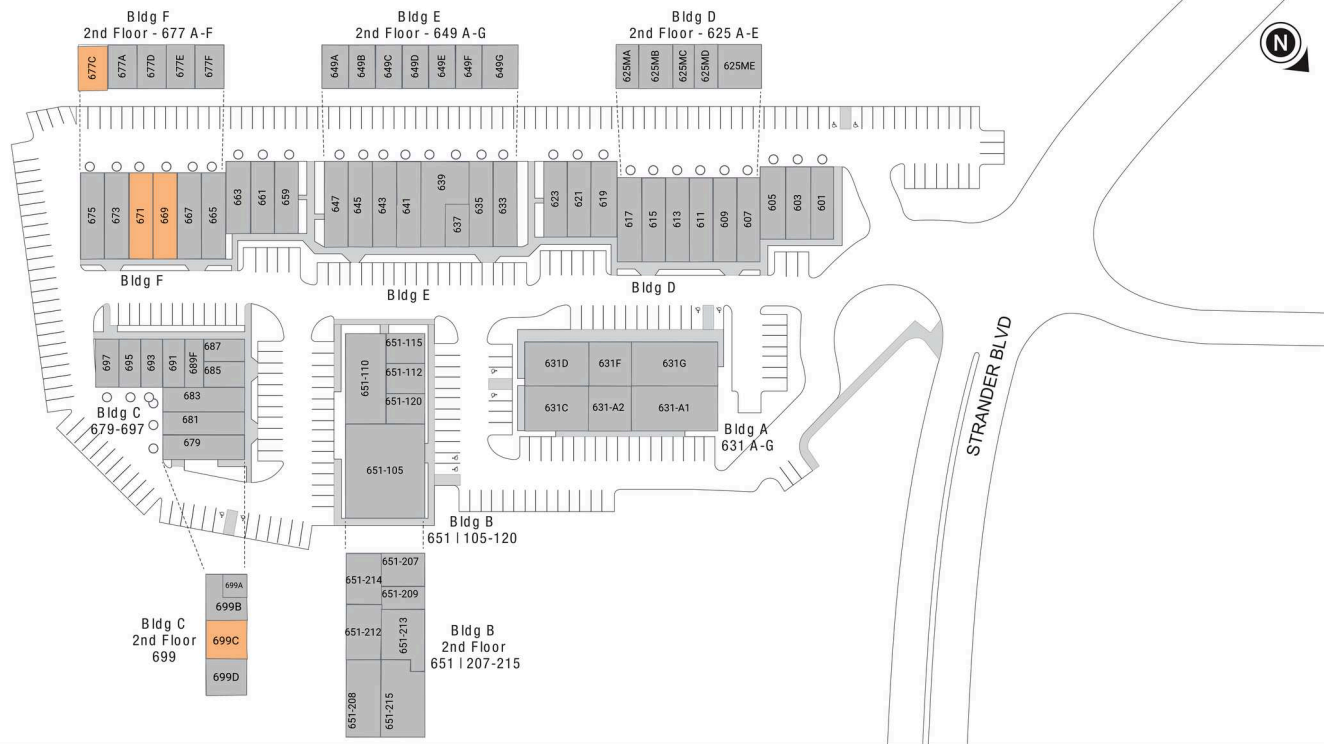 Bldg F
2nd Floor - 677 A-F
Bldg E
2nd Floor - 649 A-G
Bldg D
2nd Floor - 625 A-E
N
677C
677A
677D
677E
677F
649A
649B
649C
649D
649E
649F
649G
625MA
625MB
625MC
625MD
625ME
675
673
671
669
667
665
663
661
659
647
645
643
641
639
637
635
633
623
621
619
617
615
613
611
609
607
605
603
601
Bldg F
Bldg E
Bldg D
697
695
693
691
689F
687
685
683
681
679
Bldg C
679-697
651-110
651-115
651-112
651-120
651-105
631D
631F
631G
631C
631-A2
631-A1
Bldg A
631 A-G
STRANDER BLVD
Bldg B
651 | 105-120
699A
699B
699C
699D
Bldg C
2nd Floor
699
651-214
651-207
651-209
651-212
651-213
651-208
651-215
Bldg B
2nd Floor
651 | 207-215